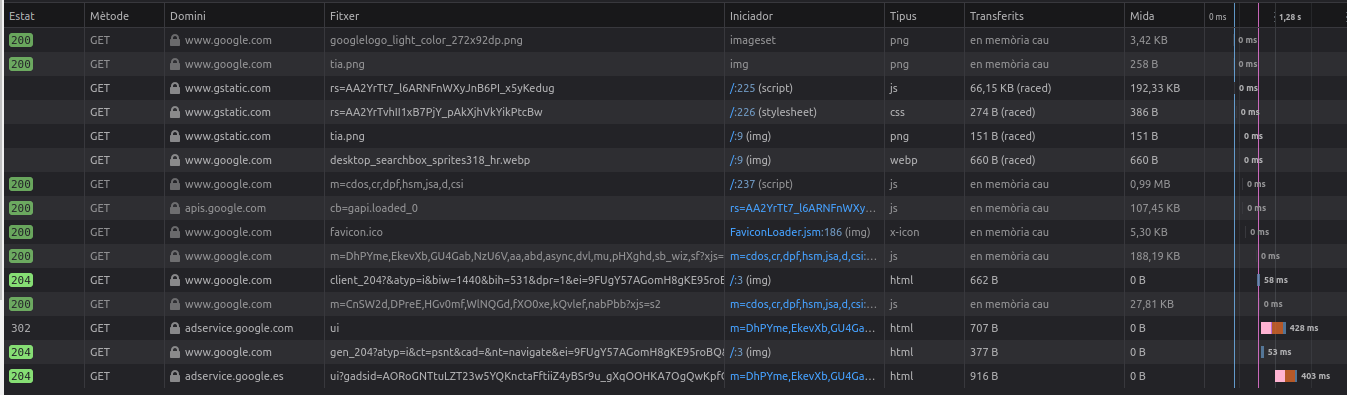 Estat Mètode Domini Fitxer Iniciador Tipus Transferits Mida 0 ms 1,28 s
200 GET www.google.com googlelogo_light_color_272x92dp.png imageset png en memòria cau 3,42 KB 0 ms
200 GET www.google.com tia.png img png en memòria cau 258 B 0 ms
GET www.gstatic.com rs=AA2YrTt7_l6ARNFnWXyJnB6PI_x5yKedug /:225 (script) js 66,15 KB (raced) 192,33 KB 0 ms
GET www.gstatic.com rs=AA2YrTvhII1xB7PjY_pAkXjhVkYikPtcBw /:226 (stylesheet) css 274 B (raced) 386 B 0 ms
GET www.gstatic.com tia.png /:9 (img) png 151 B (raced) 151 B 0 ms
GET www.google.com desktop_searchbox_sprites318_hr.webp /:9 (img) webp 660 B (raced) 660 B 0 ms
200 GET www.google.com m=cdos,cr,dpf,hsm,jsa,d,csi /:237 (script) js en memòria cau 0,99 MB 0 ms
200 GET apis.google.com cb=gapi.loaded_0 rs=AA2YrTt7_l6ARNFnWXy… js en memòria cau 107,45 KB 0 ms
200 GET www.google.com favicon.ico FaviconLoader.jsm:186 (img) x-icon en memòria cau 5,30 KB 0 ms
200 GET www.google.com m=DhPYme,EkevXb,GU4Gab,NzU6V,aa,abd,async,dvl,mu,pHXghd,sb_wiz,sf?xjs= m=cdos,cr,dpf,hsm,jsa,d,csi:… js en memòria cau 188,19 KB 0 ms
204 GET www.google.com client_204?&atyp=i&biw=1440&bih=531&dpr=1&ei=9FUgY57AGomH8gKE95roE /:3 (img) html 662 B 0 B 58 ms
200 GET www.google.com m=CnSW2d,DPreE,HGv0mf,WlNQGd,fXO0xe,kQvlef,nabPbb?xjs=s2 m=cdos,cr,dpf,hsm,jsa,d,csi:… js en memòria cau 27,81 KB 0 ms
302 GET adservice.google.com ui m=DhPYme,EkevXb,GU4Ga… html 707 B 0 B 428 ms
204 GET www.google.com gen_204?atyp=i&ct=psnt&cad=&nt=navigate&ei=9FUgY57AGomH8gKE95roBQ& /:3 (img) html 377 B 0 B 53 ms
204 GET adservice.google.es ui?gadsid=AORoGNTtuLZT23w5YQKnctaFftiiZ4yBSr9u_gXqOOHKA7OgQwKpf m=DhPYme,EkevXb,GU4Ga… html 916 B 0 B 403 ms